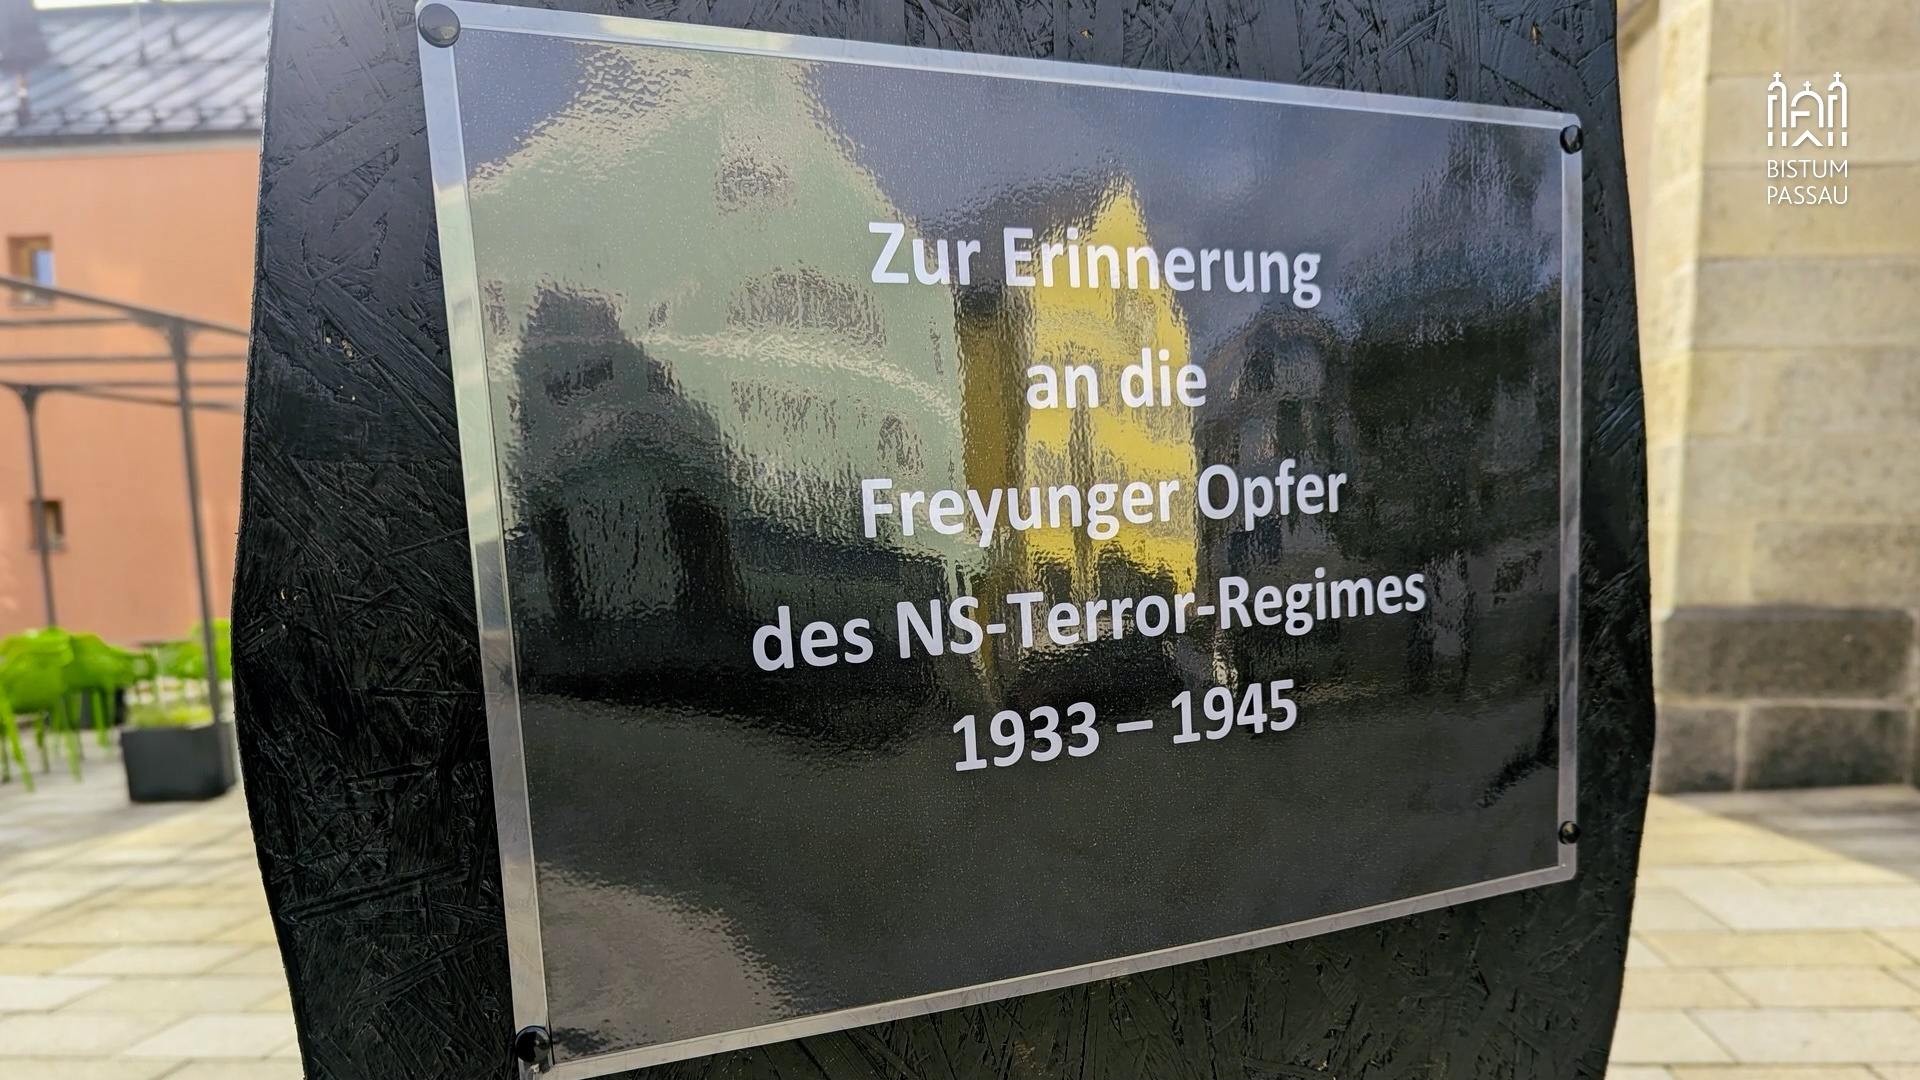 Zur Erinnerung
an die
Freyunger Opfer
des NS-Terror-Regimes
1933 – 1945
BISTUM
PASSAU